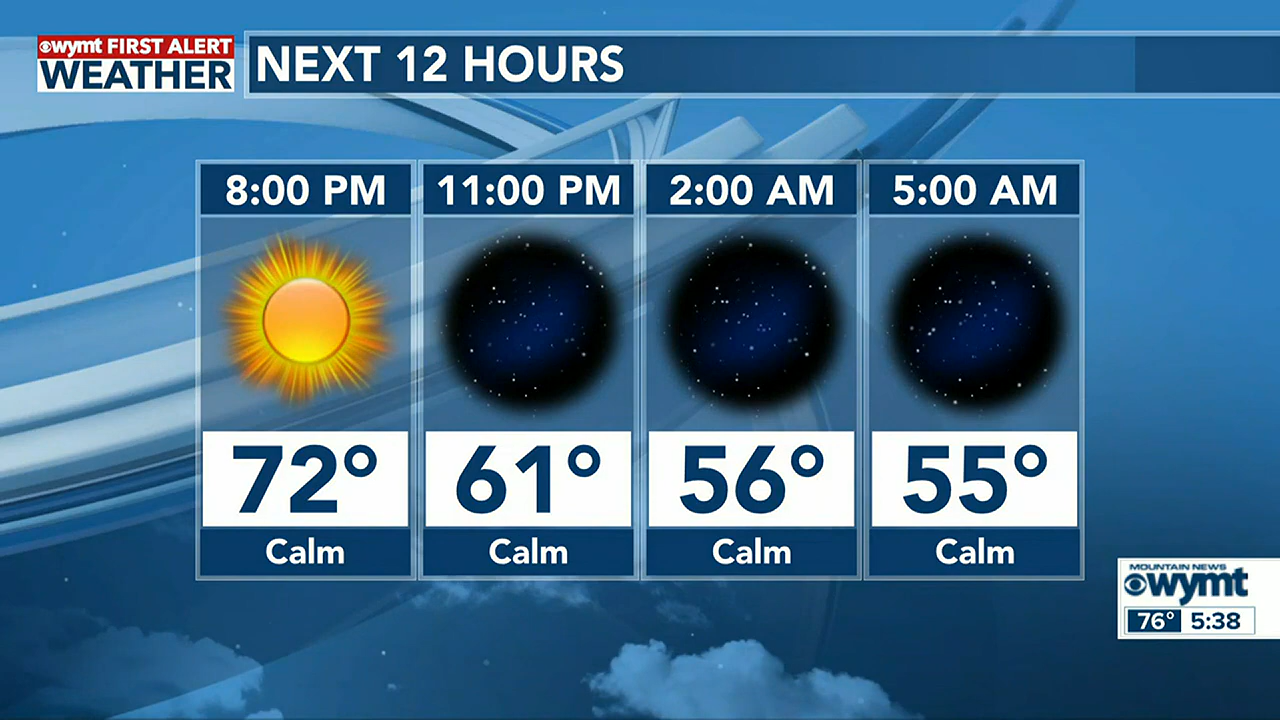 wymt FIRST ALERT
WEATHER
NEXT 12 HOURS
8:00 PM 11:00 PM 2:00 AM 5:00 AM
72° 61° 56° 55°
Calm Calm Calm Calm
MOUNTAIN NEWS
wymt
76° 5:38